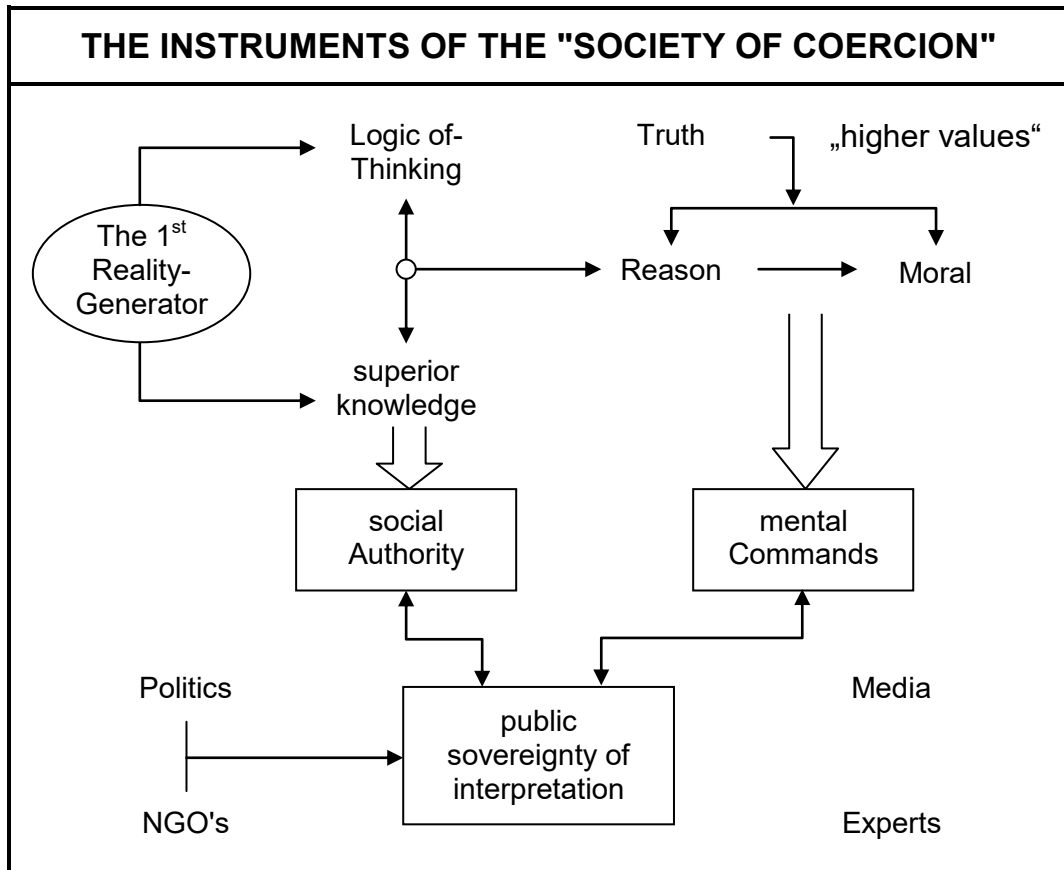 THE INSTRUMENTS OF THE "SOCIETY OF COERCION"
Logic of-
Thinking
Truth
„higher values“
The 1st
Reality-
Generator
Reason
Moral
superior
knowledge
social
Authority
mental
Commands
Politics
Media
public
sovereignty of
interpretation
NGO's
Experts